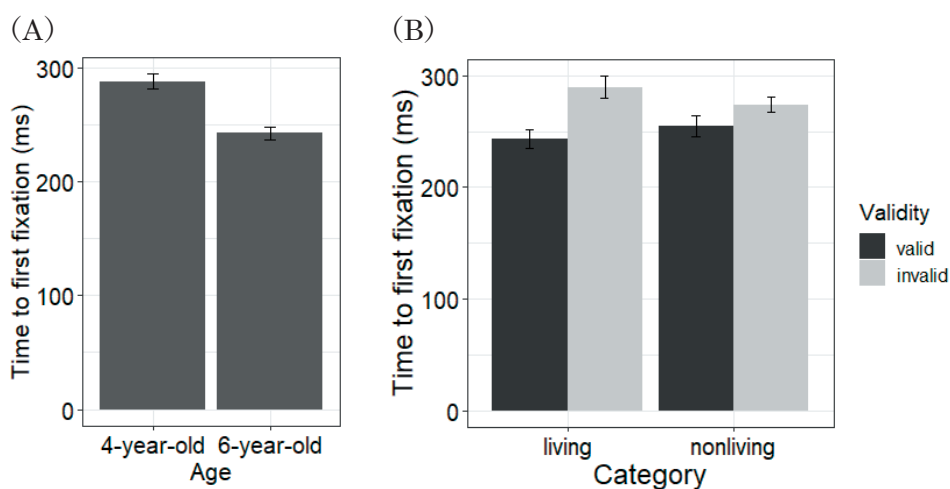 (A)
Time to first fixation (ms)
300
200
100
0
4-year-old 6-year-old
Age
(B)
Time to first fixation (ms)
300
200
100
0
living nonliving
Category
Validity
valid
invalid